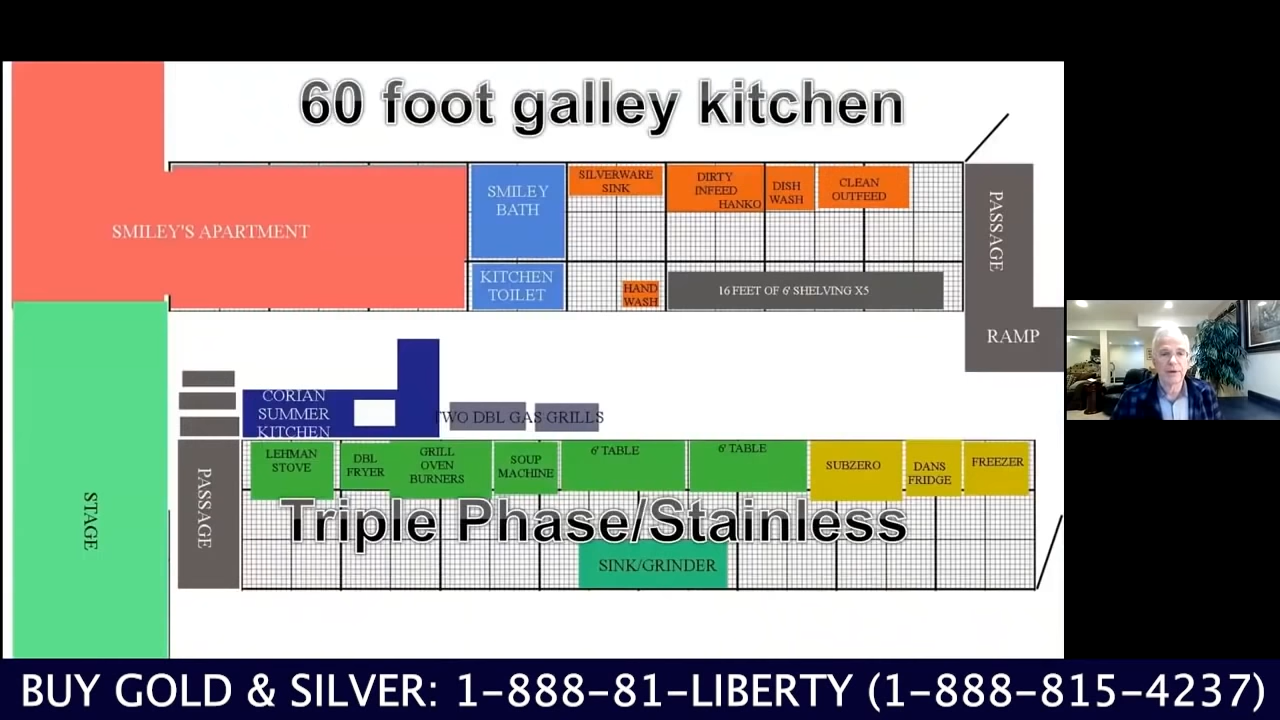 60 foot galley kitchen
SMILEY'S APARTMENT
SMILEY
BATH
SILVERWARE
SINK
DIRTY
INFEED
HANKO
DISH
WASH
CLEAN
OUTFEED
PASSAGE
KITCHEN
TOILET
HAND
WASH
16 FEET OF 6' SHELVING X5
RAMP
CORIAN
SUMMER
KITCHEN
TWO DBL GAS GRILLS
STAGE
PASSAGE
LEHMAN
STOVE
DBL
FRYER
GRILL
OVEN
BURNERS
SOUP
MACHINE
6' TABLE
6' TABLE
SUBZERO
DANS
FRIDGE
FREEZER
Triple Phase/Stainless
SINK/GRINDER
BUY GOLD & SILVER: 1-888-81-LIBERTY (1-888-815-4237)